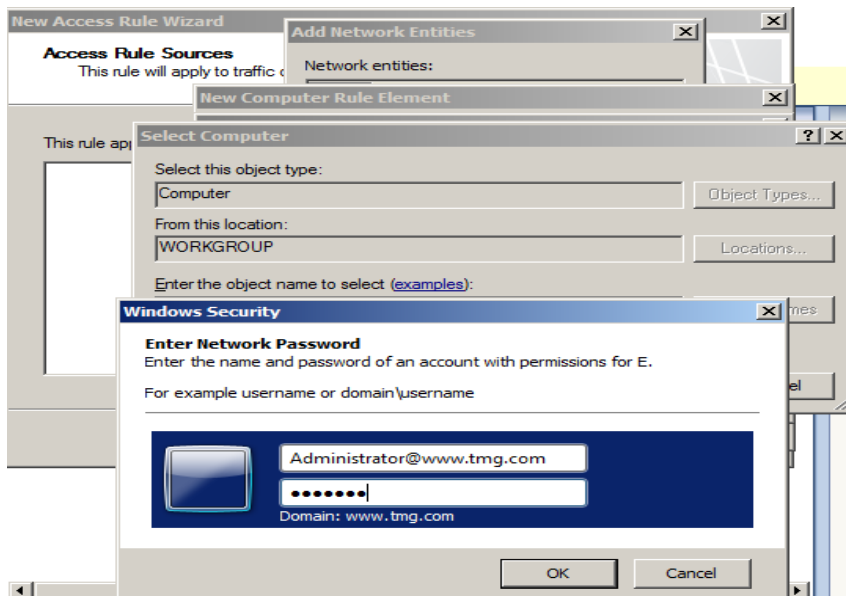 New Access Rule Wizard
Access Rule Sources
This rule will apply to traffic
Add Network Entities
Network entities:
New Computer Rule Element
This rule
Select Computer
Select this object type:
Computer
Object Types...
From this location:
WORKGROUP
Locations...
Enter the object name to select (examples):
Windows Security
Enter Network Password
Enter the name and password of an account with permissions for E.
For example username or domain\username
Administrator@www.tmg.com
●●●●●●●
Domain: www.tmg.com
OK
Cancel